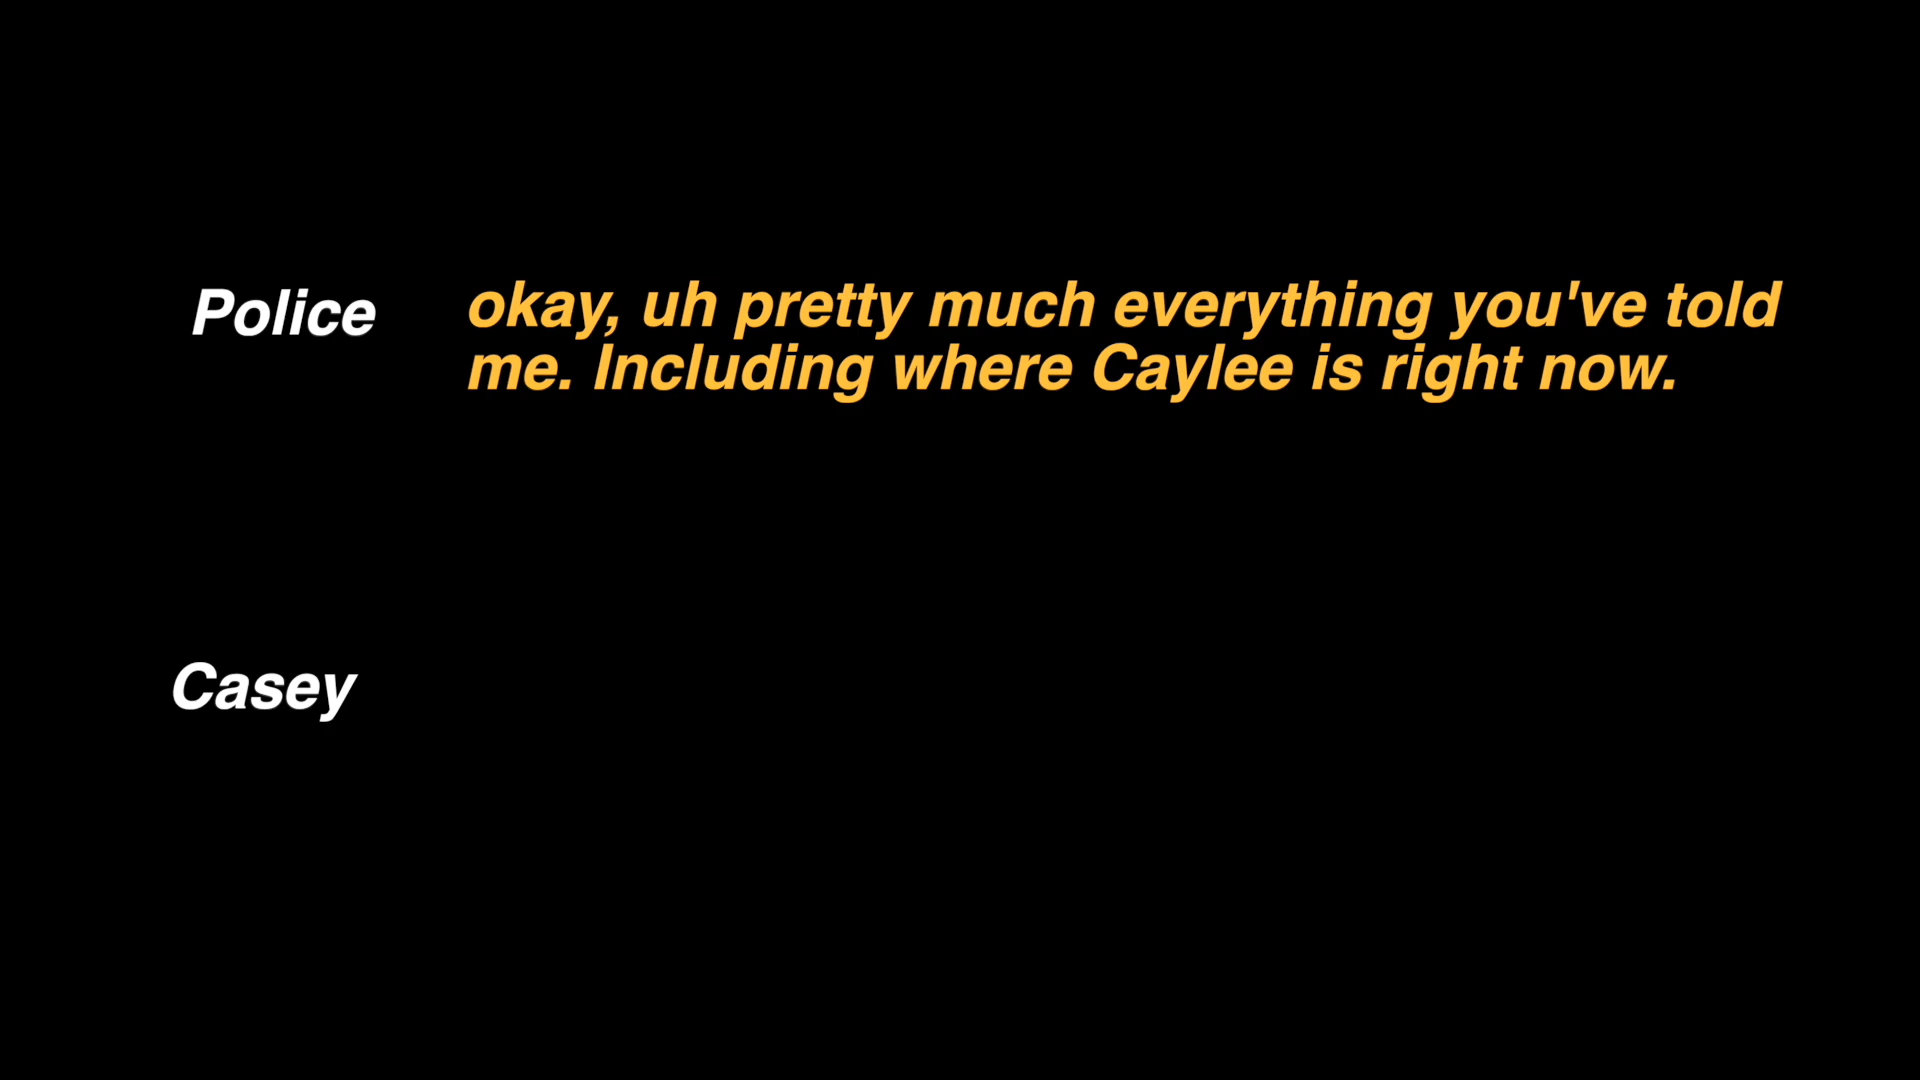 Police
okay, uh pretty much everything you've told
me. Including where Caylee is right now.
Casey